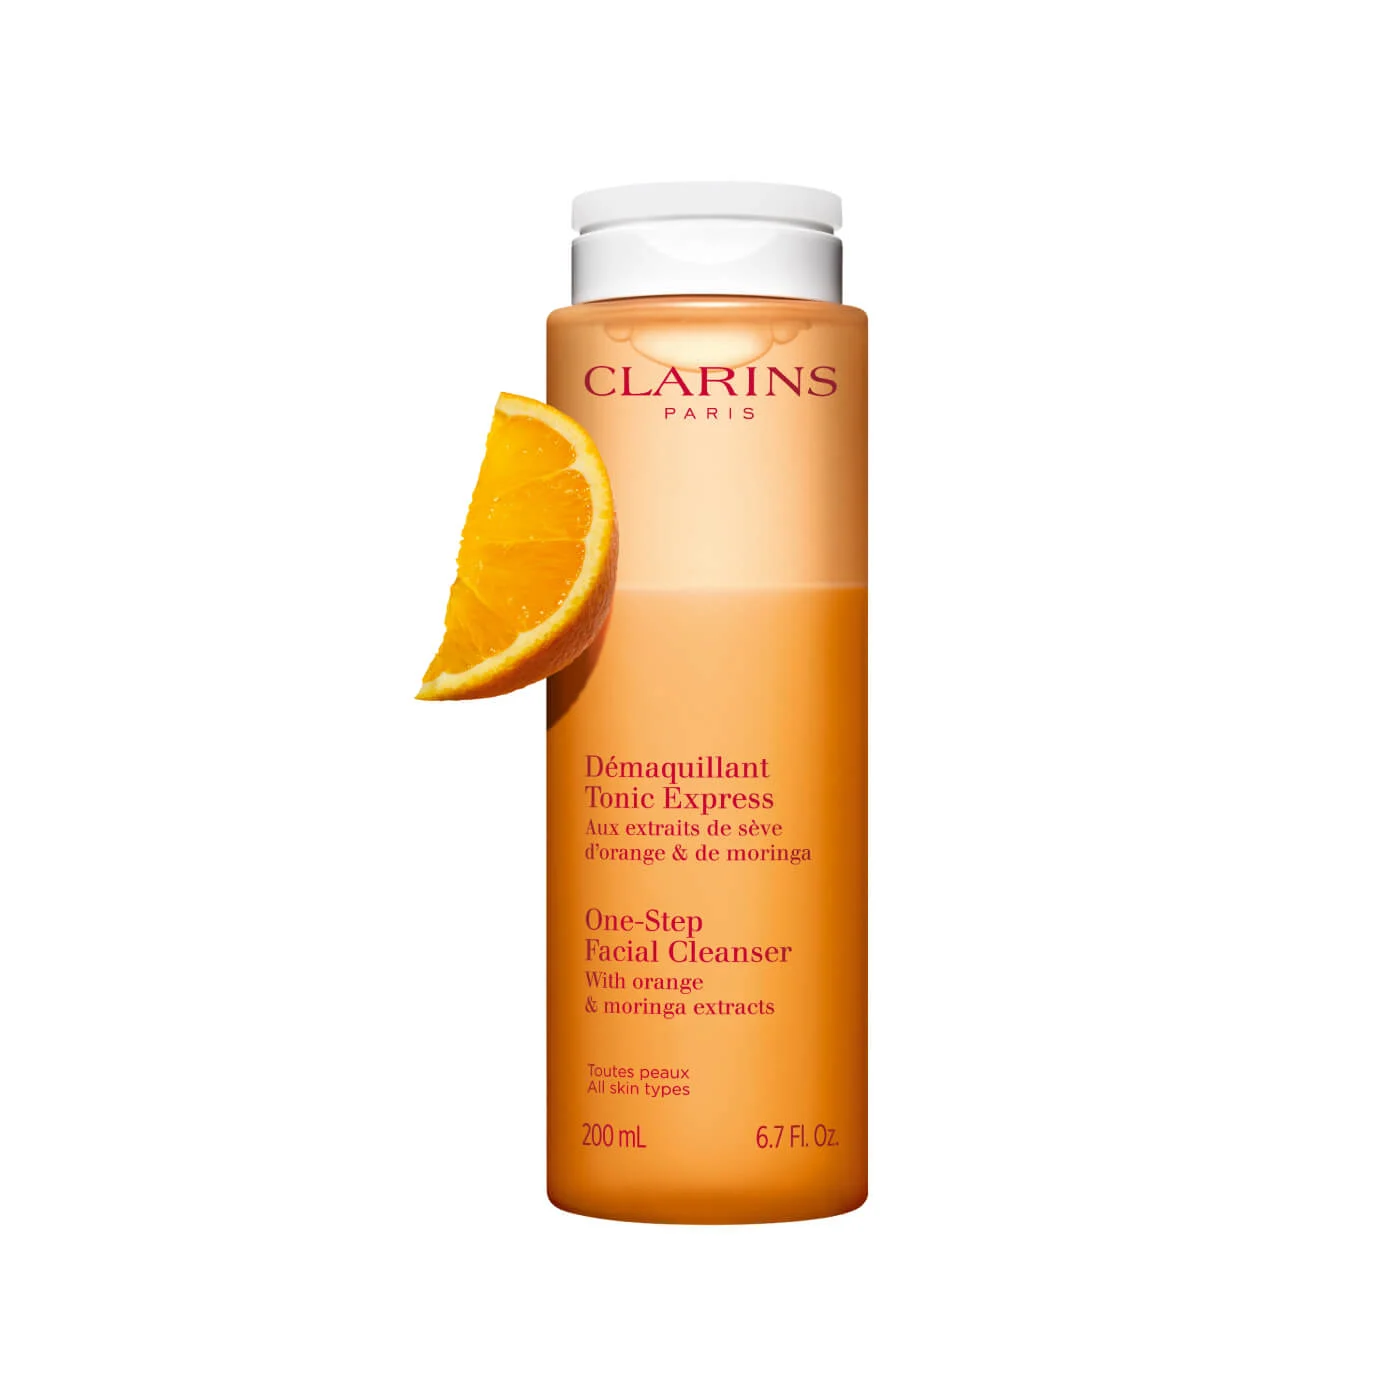 CLARINS
PARIS
Démaquillant
Tonic Express
Aux extraits de sève
d'orange & de moringa
One-Step
Facial Cleanser
With orange
& moringa extracts
Toutes peaux
All skin types
200 mL 6.7 Fl. Oz.